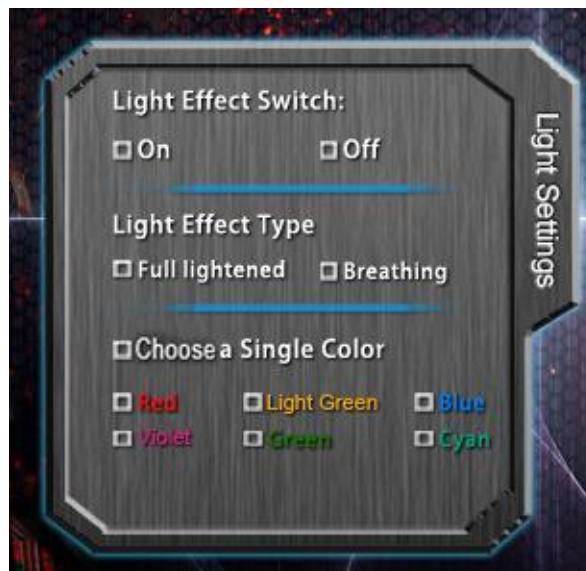 Light Effect Switch:
On Off
Light Effect Type
Full lightened Breathing
Choose a Single Color
Red Light Green Blue
Violet Green Cyan
Light Settings